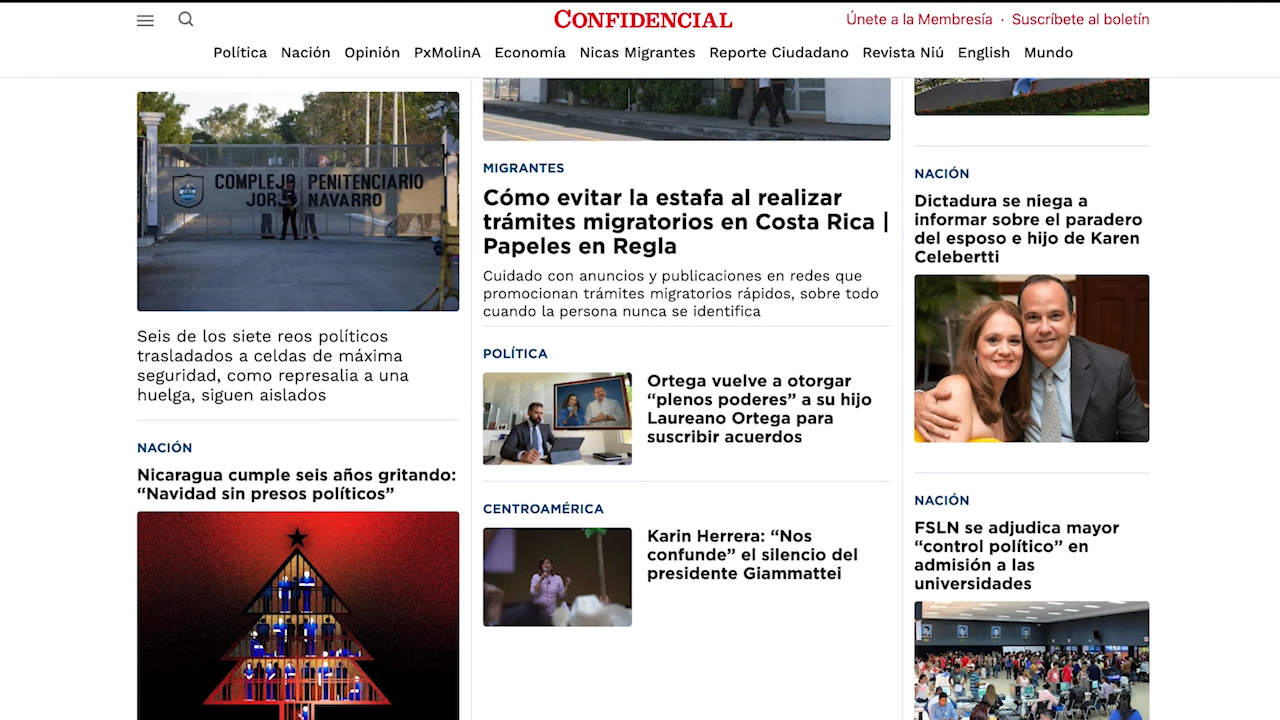 CONFIDENCIAL
Únete a la Membresía · Suscríbete al boletín
Política Nación Opinión PxMolinA Economía Nicas Migrantes Reporte Ciudadano Revista Niú English Mundo
COMPLEJO PENITENCIARIO
JORGE NAVARRO
Seis de los siete reos políticos
trasladados a celdas de máxima
seguridad, como represalia a una
huelga, siguen aislados
NACIÓN
Nicaragua cumple seis años gritando:
“Navidad sin presos políticos”
MIGRANTES
Cómo evitar la estafa al realizar
trámites migratorios en Costa Rica |
Papeles en Regla
Cuidado con anuncios y publicaciones en redes que
promocionan trámites migratorios rápidos, sobre todo
cuando la persona nunca se identifica
POLÍTICA
Ortega vuelve a otorgar
“plenos poderes” a su hijo
Laureano Ortega para
suscribir acuerdos
CENTROAMÉRICA
Karin Herrera: “Nos
confunde” el silencio del
presidente Giammattei
NACIÓN
Dictadura se niega a
informar sobre el paradero
del esposo e hijo de Karen
Celebertti
NACIÓN
FSLN se adjudica mayor
“control político” en
admisión a las
universidades